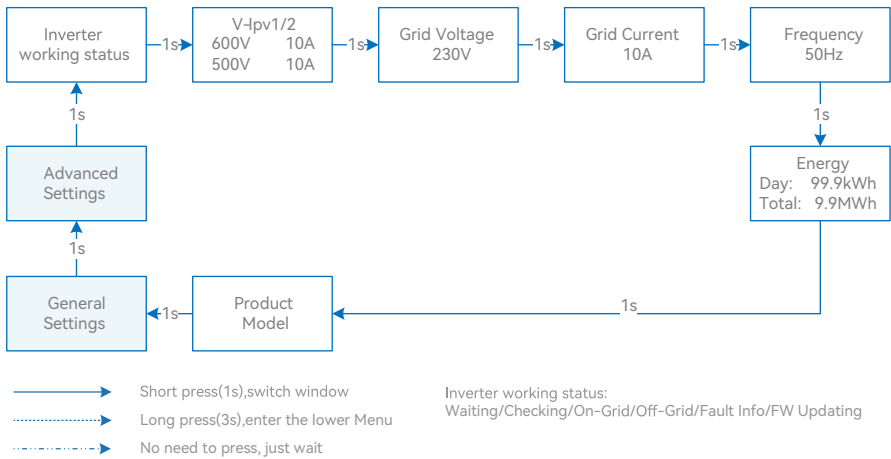 Inverter
working status
1s
V-Ipv1/2
600V 10A
500V 10A
1s
Grid Voltage
230V
1s
Grid Current
10A
1s
Frequency
50Hz
1s
1s
Advanced
Settings
Energy
Day: 99.9kWh
Total: 9.9MWh
1s
General
Settings
1s
Product
Model
1s
Short press(1s),switch window
Long press(3s),enter the lower Menu
No need to press, just wait
Inverter working status:
Waiting/Checking/On-Grid/Off-Grid/Fault Info/FW Updating